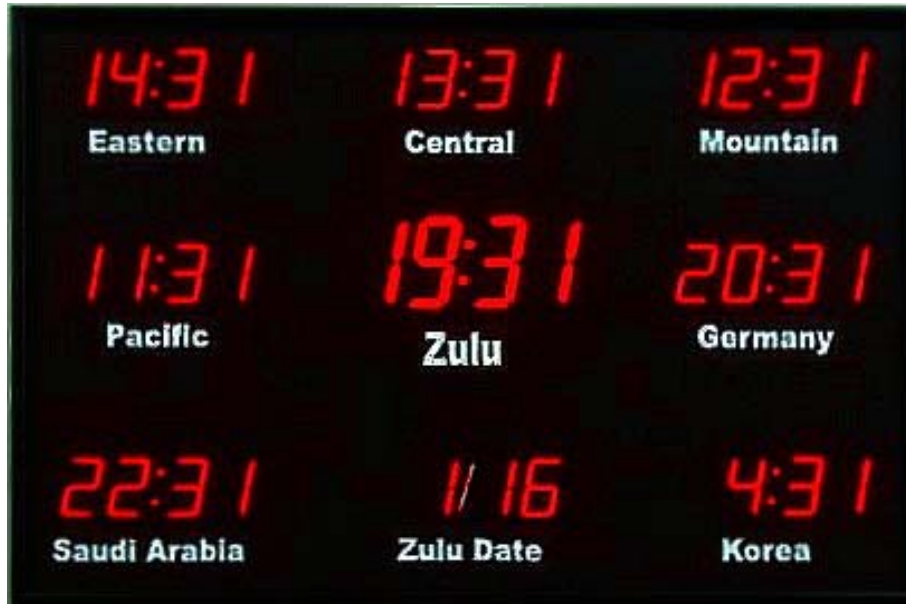 14:31 13:31 12:31
Eastern Central Mountain
11:31 19:31 20:31
Pacific Zulu Germany
22:31 1/16 4:31
Saudi Arabia Zulu Date Korea